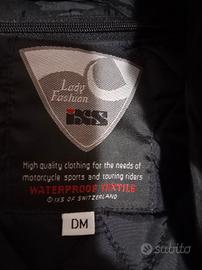 Lady
Fashion
iXS
High quality clothing for the needs of
motorcycle sports and touring riders
WATERPROOF TEXTILE
© IXS OF SWITZERLAND
DM
subito